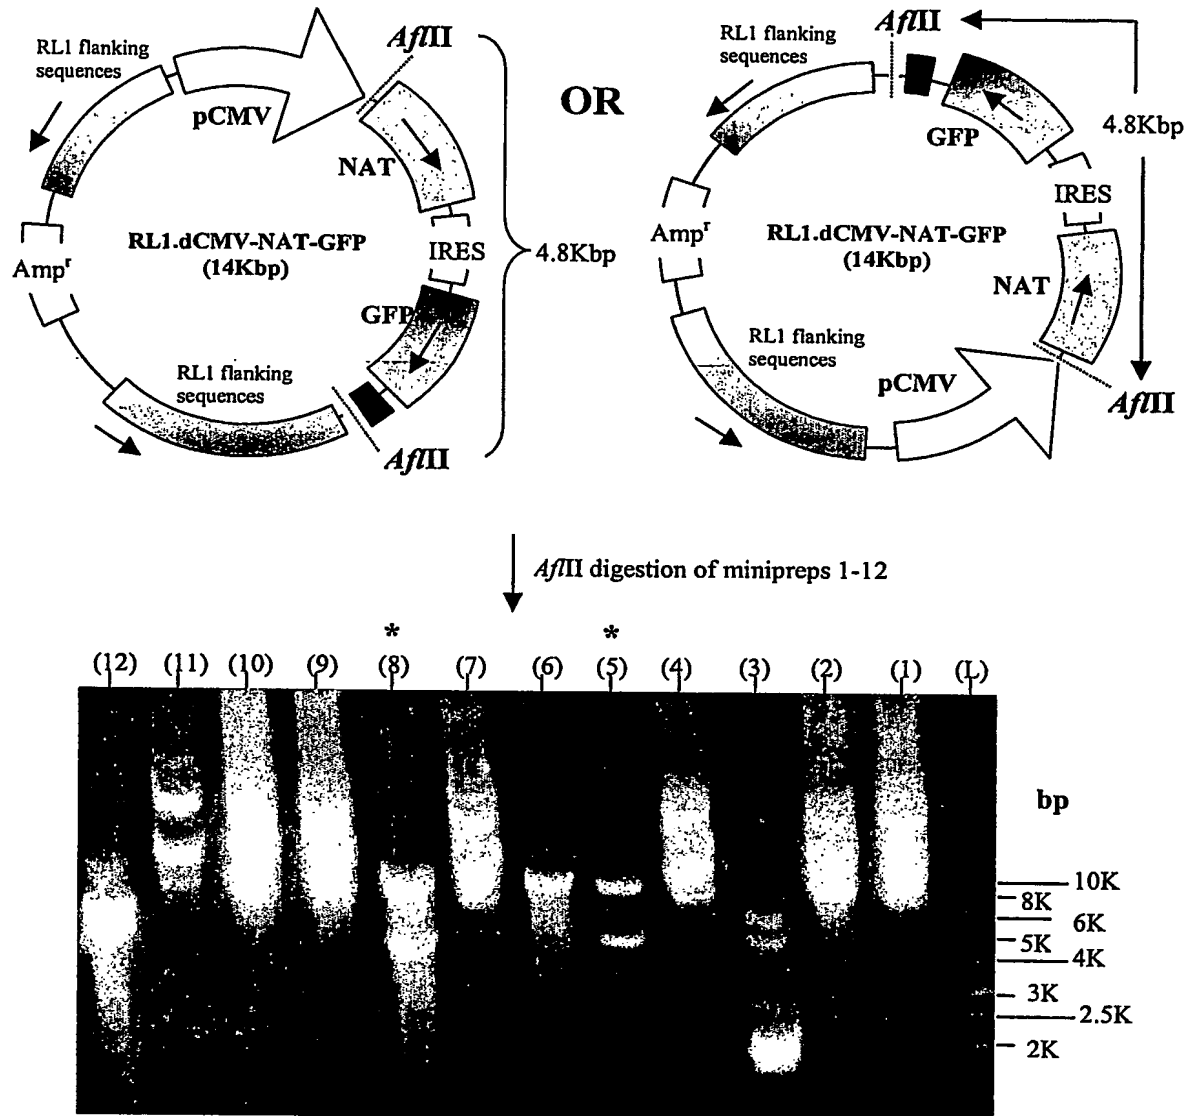 RL1 flanking
sequences
AflII
pCMV
NAT
RL1.dCMV-NAT-GFP
(14Kbp)
IRES
4.8Kbp
Ampʳ
GFP
RL1 flanking
sequences
AflII
OR
RL1 flanking
sequences
AflII
GFP
4.8Kbp
IRES
Ampʳ
RL1.dCMV-NAT-GFP
(14Kbp)
NAT
RL1 flanking
sequences
pCMV
AflII
AflII digestion of minipreps 1-12
* *
(12) (11) (10) (9) (8) (7) (6) (5) (4) (3) (2) (1) (L)
bp
10K
8K
6K
5K
4K
3K
2.5K
2K